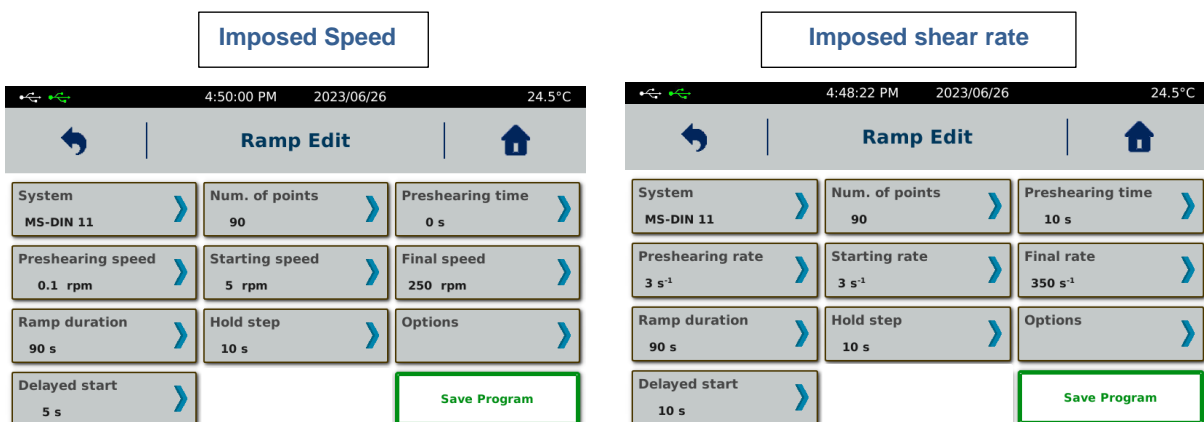 Imposed Speed
4:50:00 PM 2023/06/26 24.5°C
Ramp Edit
System
MS-DIN 11
Num. of points
90
Preshearing time
0 s
Preshearing speed
0.1 rpm
Starting speed
5 rpm
Final speed
250 rpm
Ramp duration
90 s
Hold step
10 s
Options
Delayed start
5 s
Save Program
Imposed shear rate
4:48:22 PM 2023/06/26 24.5°C
Ramp Edit
System
MS-DIN 11
Num. of points
90
Preshearing time
10 s
Preshearing rate
3 s⁻¹
Starting rate
3 s⁻¹
Final rate
350 s⁻¹
Ramp duration
90 s
Hold step
10 s
Options
Delayed start
10 s
Save Program